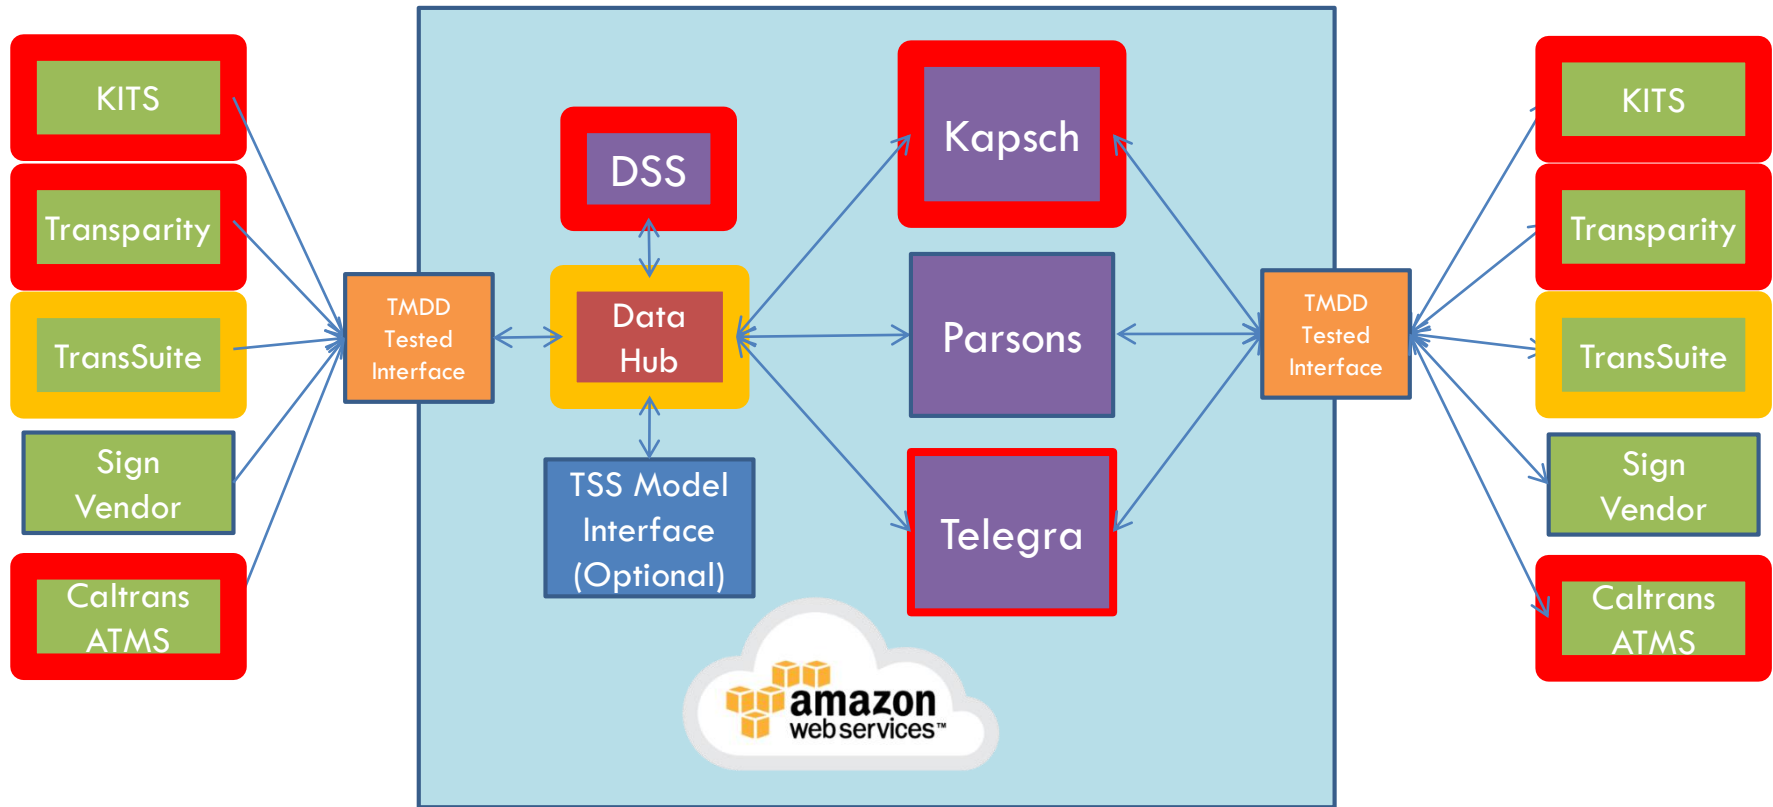 KITS
Transparity
TransSuite
Sign
Vendor
Caltrans
ATMS
TMDD
Tested
Interface
DSS
Data
Hub
TSS Model
Interface
(Optional)
Kapsch
Parsons
Telegra
amazon
web services™
TMDD
Tested
Interface
KITS
Transparity
TransSuite
Sign
Vendor
Caltrans
ATMS